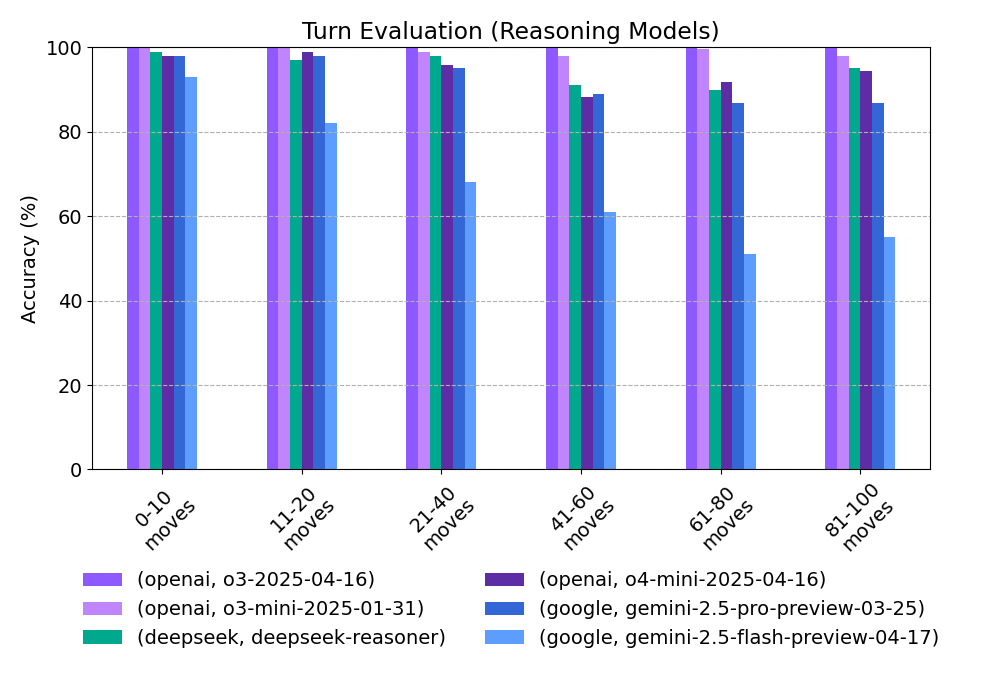 Turn Evaluation (Reasoning Models)
Accuracy (%)
100
80
60
40
20
0
0-10
moves
11-20
moves
21-40
moves
41-60
moves
61-80
moves
81-100
moves
(openai, o3-2025-04-16)
(openai, o3-mini-2025-01-31)
(deepseek, deepseek-reasoner)
(openai, o4-mini-2025-04-16)
(google, gemini-2.5-pro-preview-03-25)
(google, gemini-2.5-flash-preview-04-17)